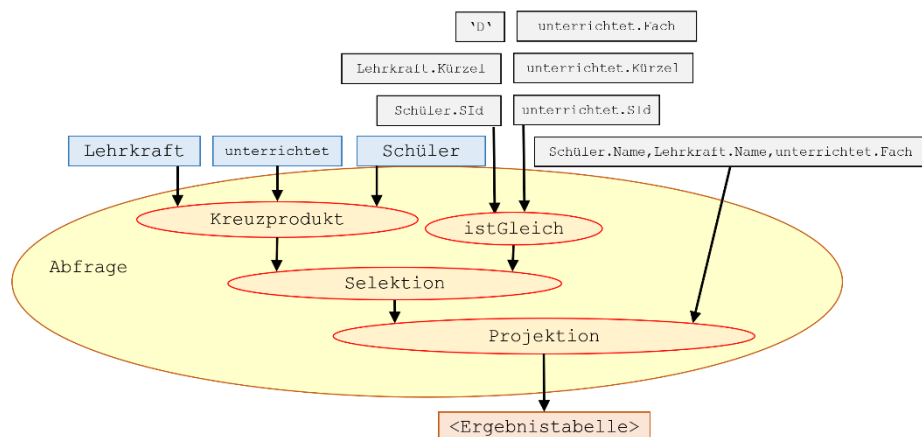 'D' unterrichtet.Fach
Lehrkraft.Kürzel unterrichtet.Kürzel
Schüler.SId unterrichtet.SId
Lehrkraft unterrichtet Schüler Schüler.Name,Lehrkraft.Name,unterrichtet.Fach
Kreuzprodukt istGleich
Abfrage
Selektion
Projektion
<Ergebnistabelle>